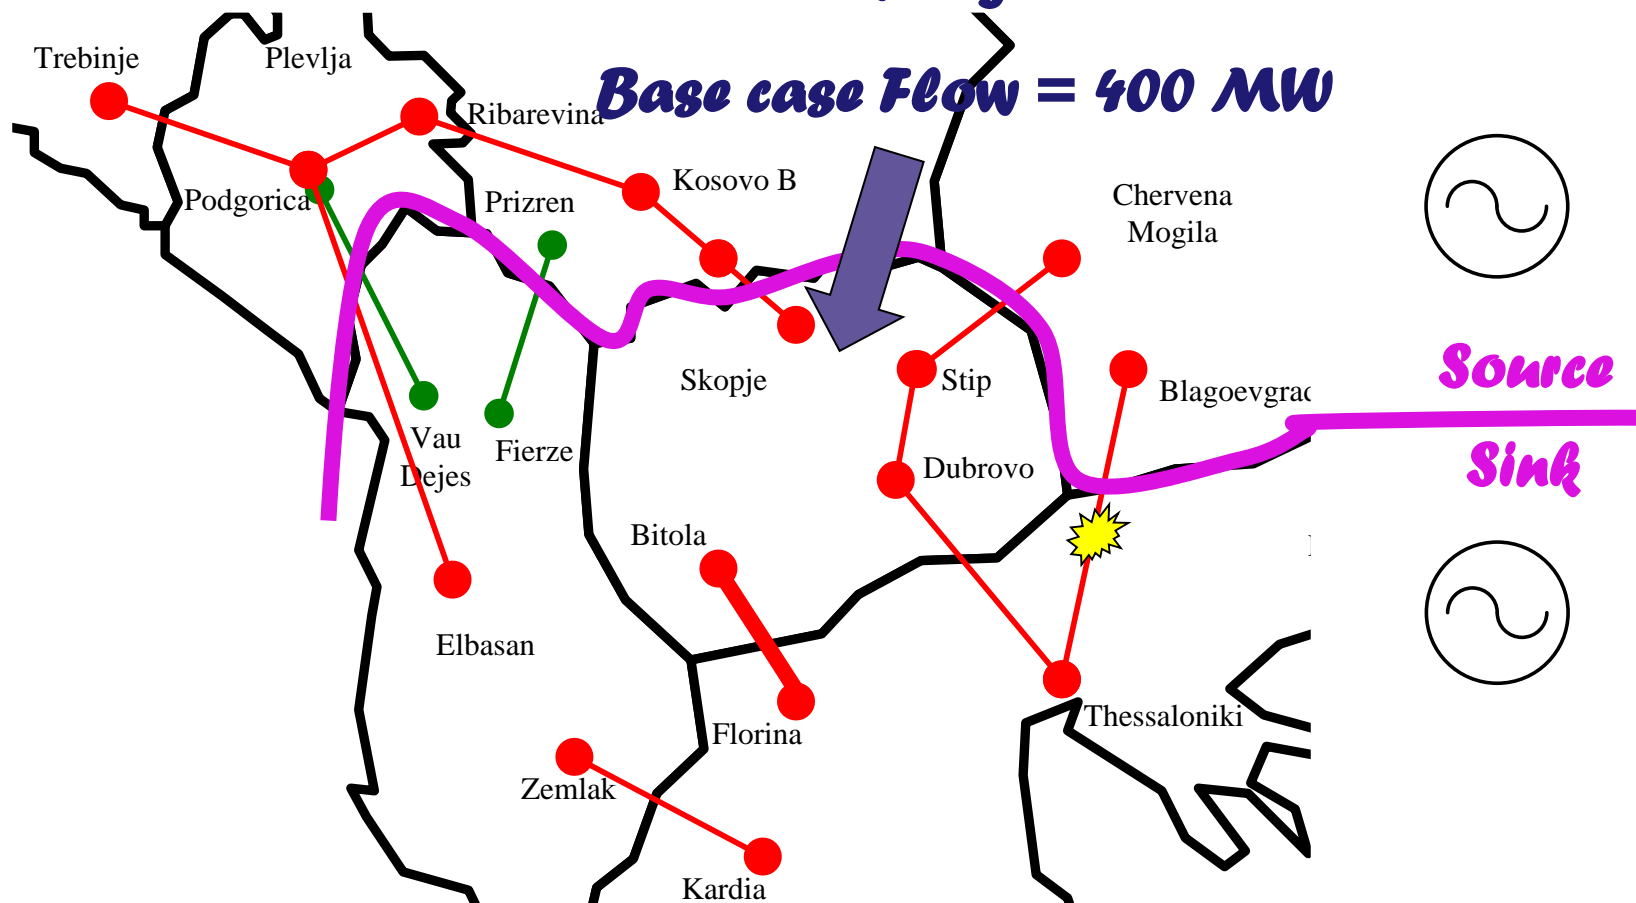 Trebinje
Plevlja
Base case Flow = 400 MW
Ribarevina
Kosovo B
Podgorica
Prizren
Chervena
Mogila
Source
Skopje
Stip
Vau
Dejes
Fierze
Dubrovo
Sink
Bitola
Elbasan
Florina
Thessaloniki
Zemlak
Kardia